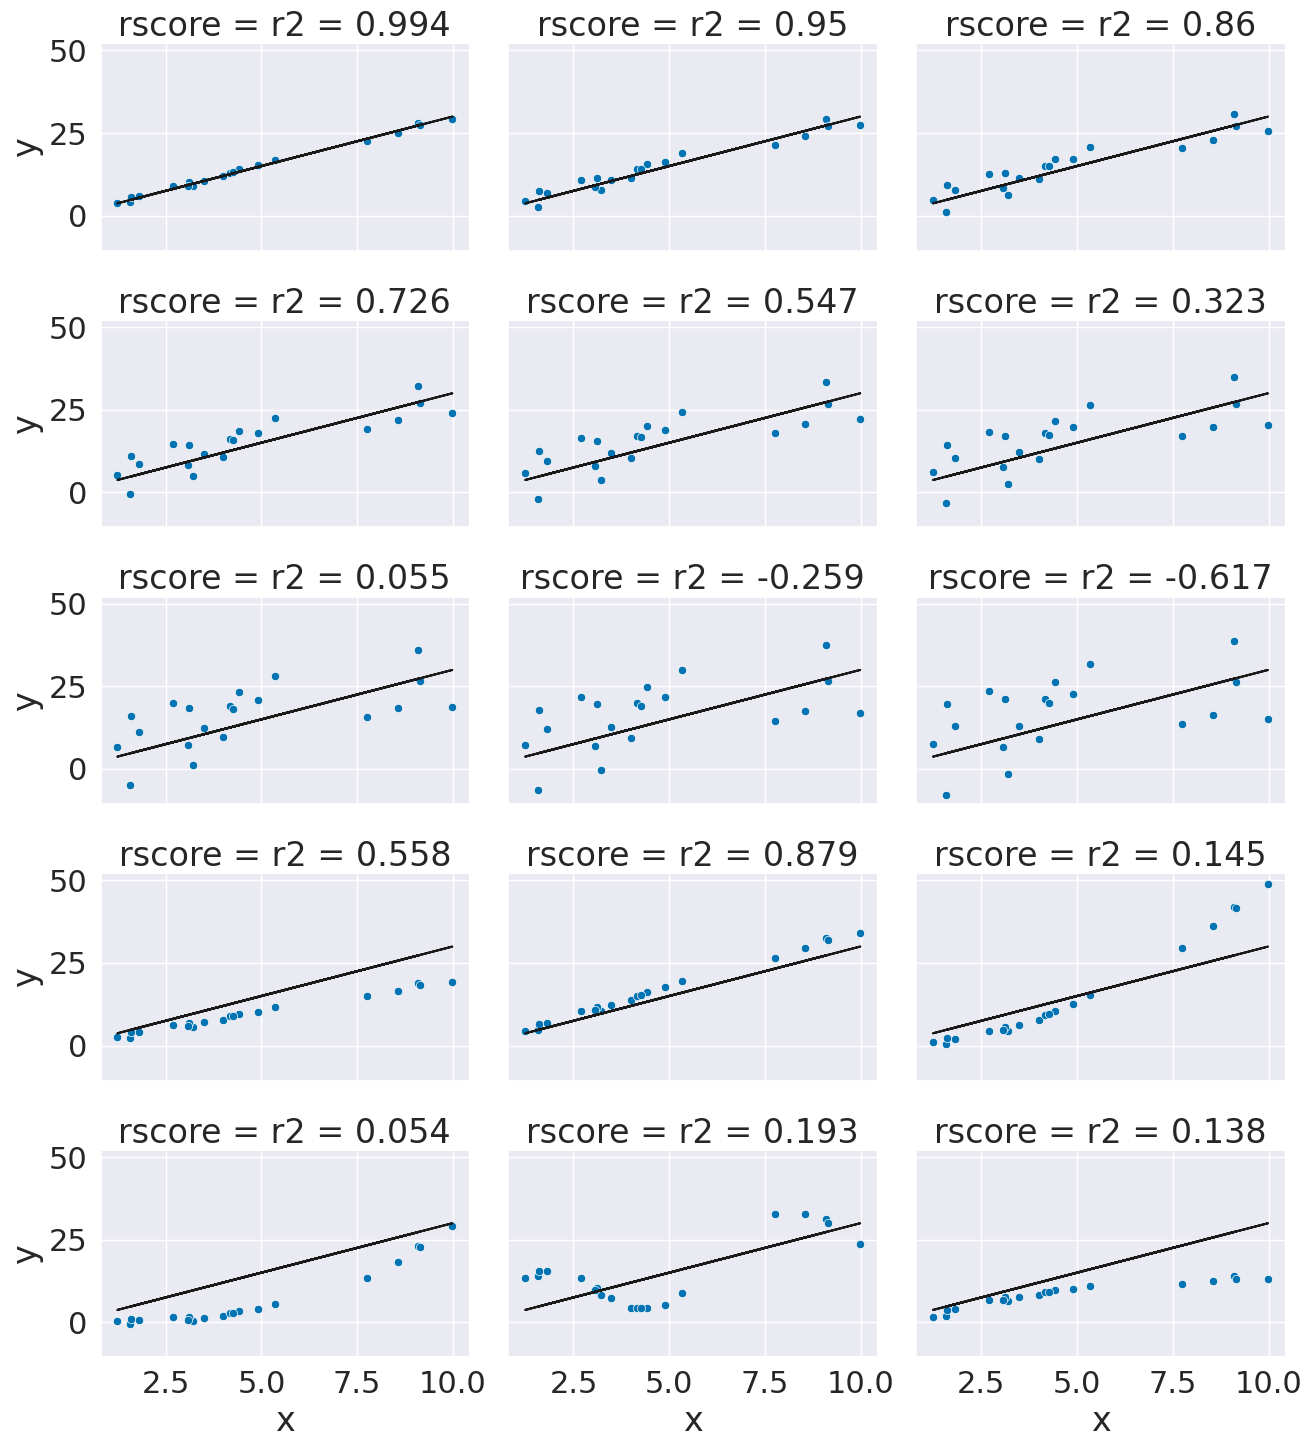 rscore = r2 = 0.994
rscore = r2 = 0.95
rscore = r2 = 0.86
50
25
0
y
rscore = r2 = 0.726
rscore = r2 = 0.547
rscore = r2 = 0.323
50
25
0
y
rscore = r2 = 0.055
rscore = r2 = -0.259
rscore = r2 = -0.617
50
25
0
y
rscore = r2 = 0.558
rscore = r2 = 0.879
rscore = r2 = 0.145
50
25
0
y
rscore = r2 = 0.054
rscore = r2 = 0.193
rscore = r2 = 0.138
50
25
0
y
2.5 5.0 7.5 10.0
2.5 5.0 7.5 10.0
2.5 5.0 7.5 10.0
x
x
x